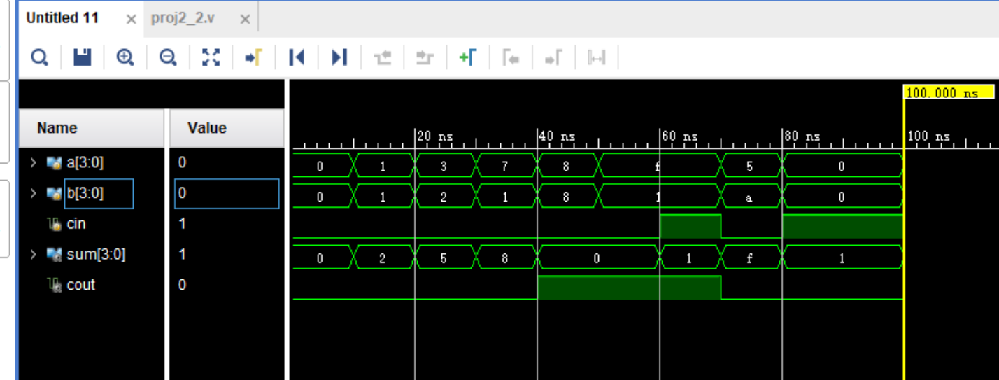 Untitled 11 × proj2_2.v ×
100.000 ns
Name Value
20 ns 40 ns 60 ns 80 ns 100 ns
a[3:0] 0 0 1 3 7 8 f 5 0
b[3:0] 0 0 1 2 1 8 1 a 0
cin 1
sum[3:0] 1 0 2 5 8 0 1 f 1
cout 0